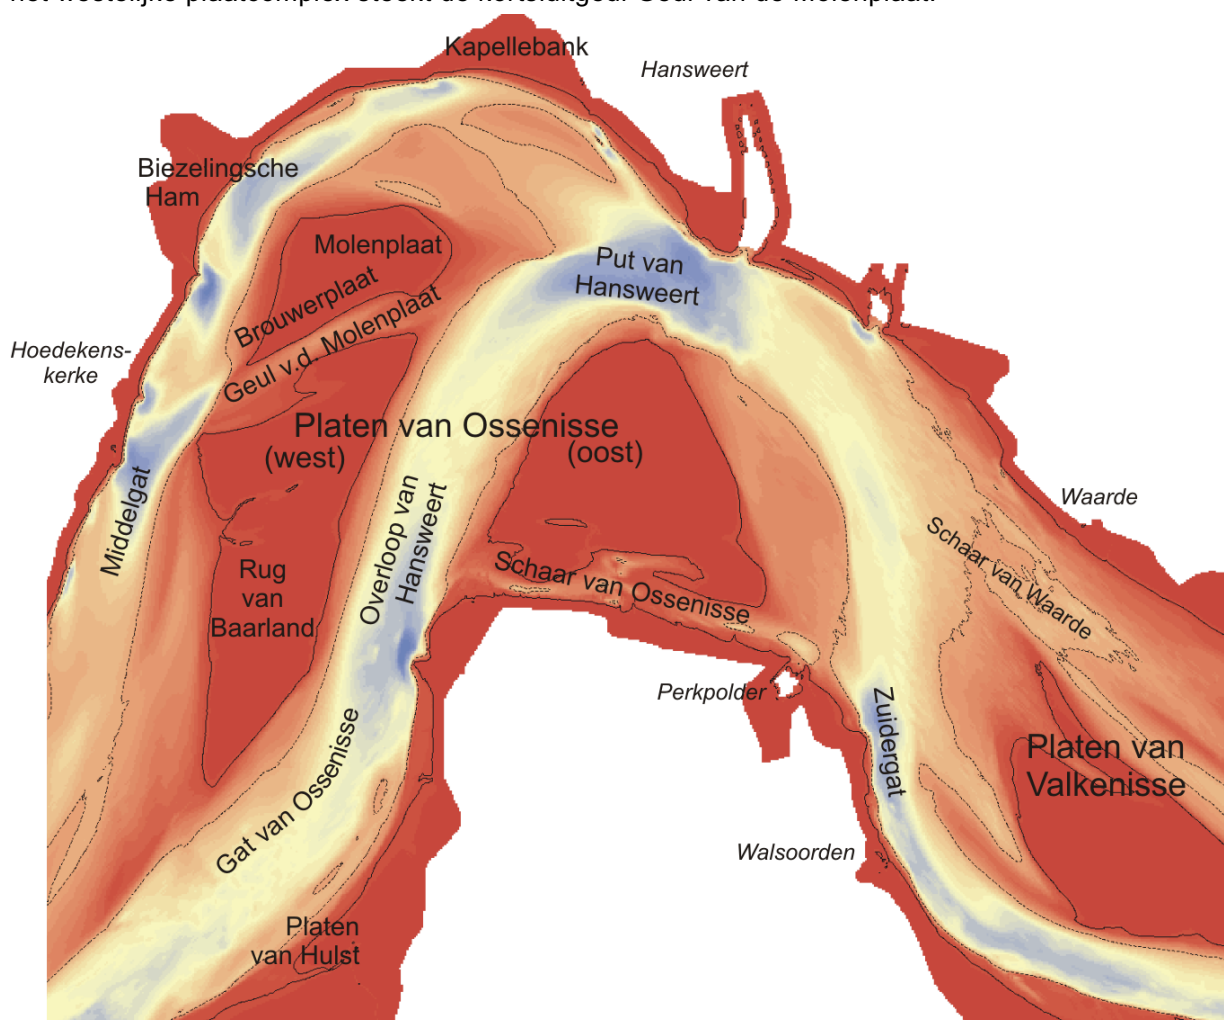 Kapellebank
Hansweert
Biezelingsche
Ham
Molenplaat
Put van
Hansweert
Brouwerplaat
Geul v.d. Molenplaat
Hoedekens-
kerke
Platen van Ossenisse
(west)
(oost)
Middelgat
Overloop van
Hansweert
Waarde
Schaar van Waarde
Schaar van Ossenisse
Rug
van
Baarland
Perkpolder
Zuidergat
Platen van
Valkenisse
Gat van Ossenisse
Walsoorden
Platen
van Hulst